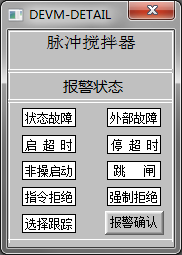 DEVM-DETAIL
脉冲搅拌器
报警状态
状态故障 外部故障
启 超 时 停 超 时
非操启动 跳 闸
指令拒绝 强制拒绝
选择跟踪 报警确认